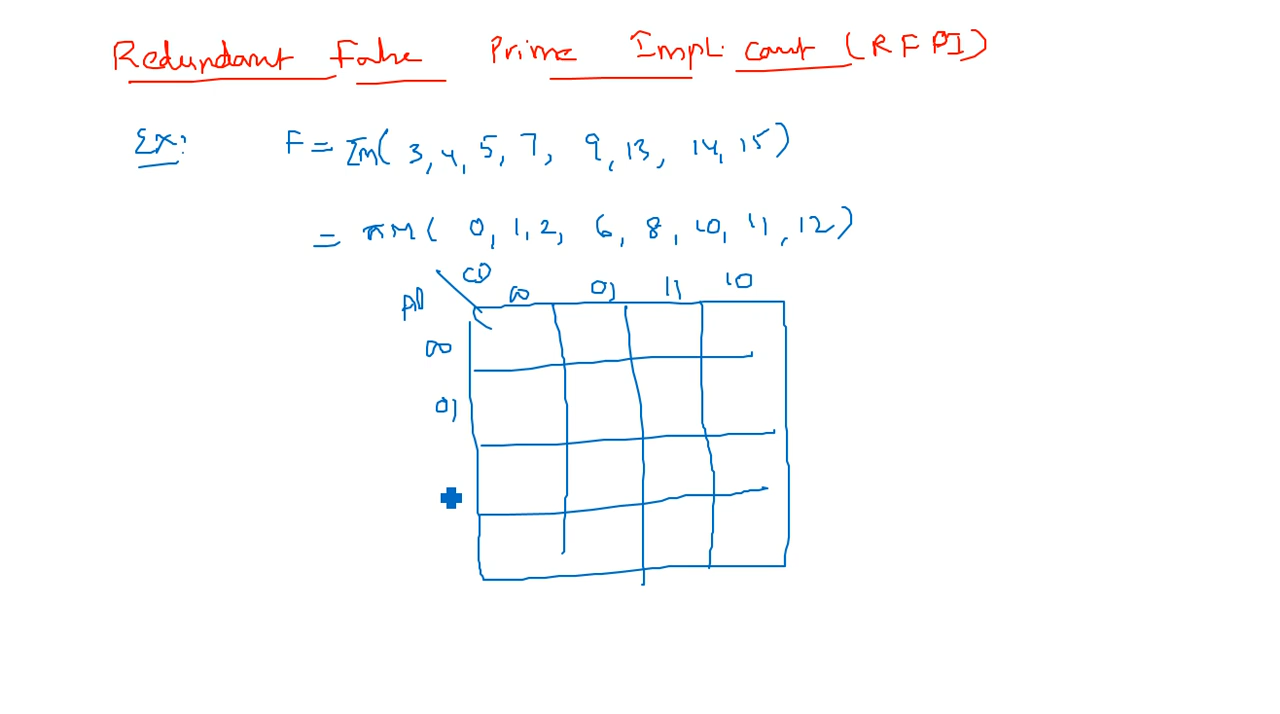 Redundant False Prime Implicant (RFPI)
Ex: F = Σm( 3, 4, 5, 7, 9, 13, 14, 15)
= πM( 0, 1, 2, 6, 8, 10, 11, 12)
CD
AB 00 01 11 10
00
01